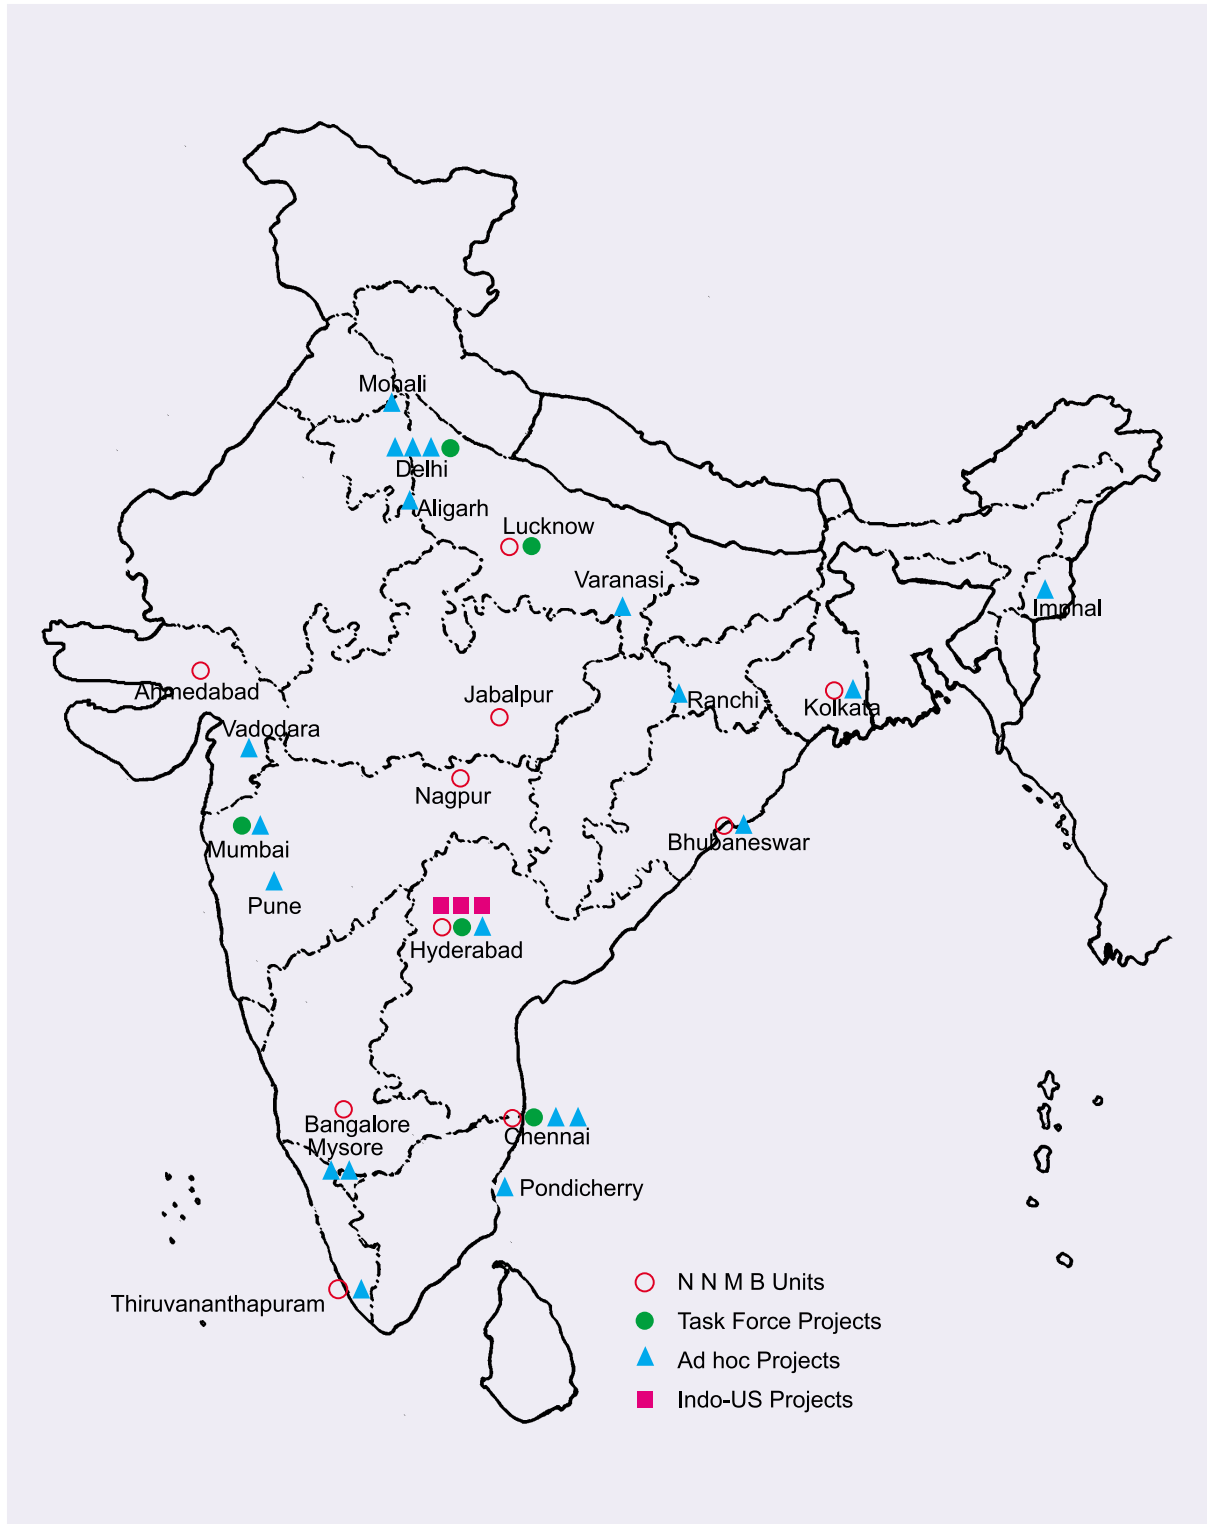 Mohali
Delhi
Aligarh
Lucknow
Varanasi
Imphal
Ahmedabad
Jabalpur
Ranchi
Kolkata
Vadodara
Nagpur
Mumbai
Bhubaneswar
Pune
Hyderabad
Bangalore
Chennai
Mysore
Pondicherry
Thiruvananthapuram
N N M B Units
Task Force Projects
Ad hoc Projects
Indo-US Projects